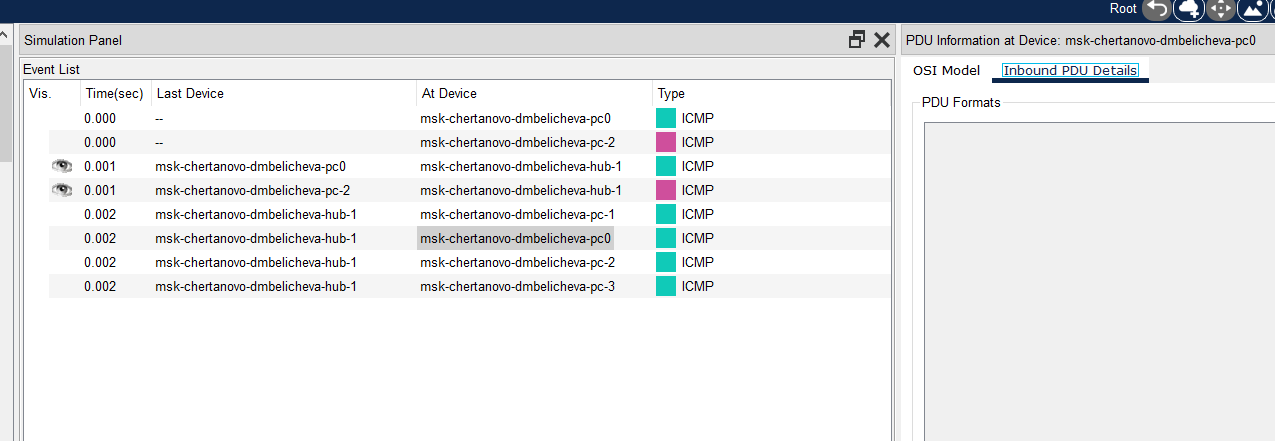 Root
Simulation Panel
PDU Information at Device: msk-chertanovo-dmbelicheva-pc0
Event List
OSI Model Inbound PDU Details
Vis. Time(sec) Last Device At Device Type
PDU Formats
0.000 -- msk-chertanovo-dmbelicheva-pc0 ICMP
0.000 -- msk-chertanovo-dmbelicheva-pc-2 ICMP
0.001 msk-chertanovo-dmbelicheva-pc0 msk-chertanovo-dmbelicheva-hub-1 ICMP
0.001 msk-chertanovo-dmbelicheva-pc-2 msk-chertanovo-dmbelicheva-hub-1 ICMP
0.002 msk-chertanovo-dmbelicheva-hub-1 msk-chertanovo-dmbelicheva-pc-1 ICMP
0.002 msk-chertanovo-dmbelicheva-hub-1 msk-chertanovo-dmbelicheva-pc0 ICMP
0.002 msk-chertanovo-dmbelicheva-hub-1 msk-chertanovo-dmbelicheva-pc-2 ICMP
0.002 msk-chertanovo-dmbelicheva-hub-1 msk-chertanovo-dmbelicheva-pc-3 ICMP